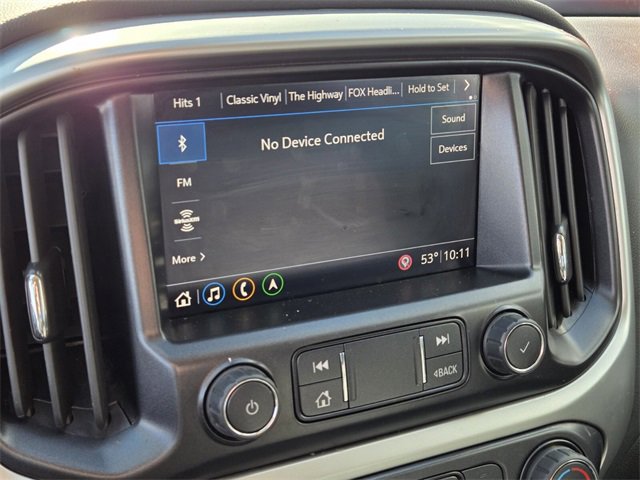 Hits 1 Classic Vinyl The Highway FOX Headli... Hold to Set
No Device Connected
Sound
Devices
FM
SiriusXM
More
53° 10:11
BACK